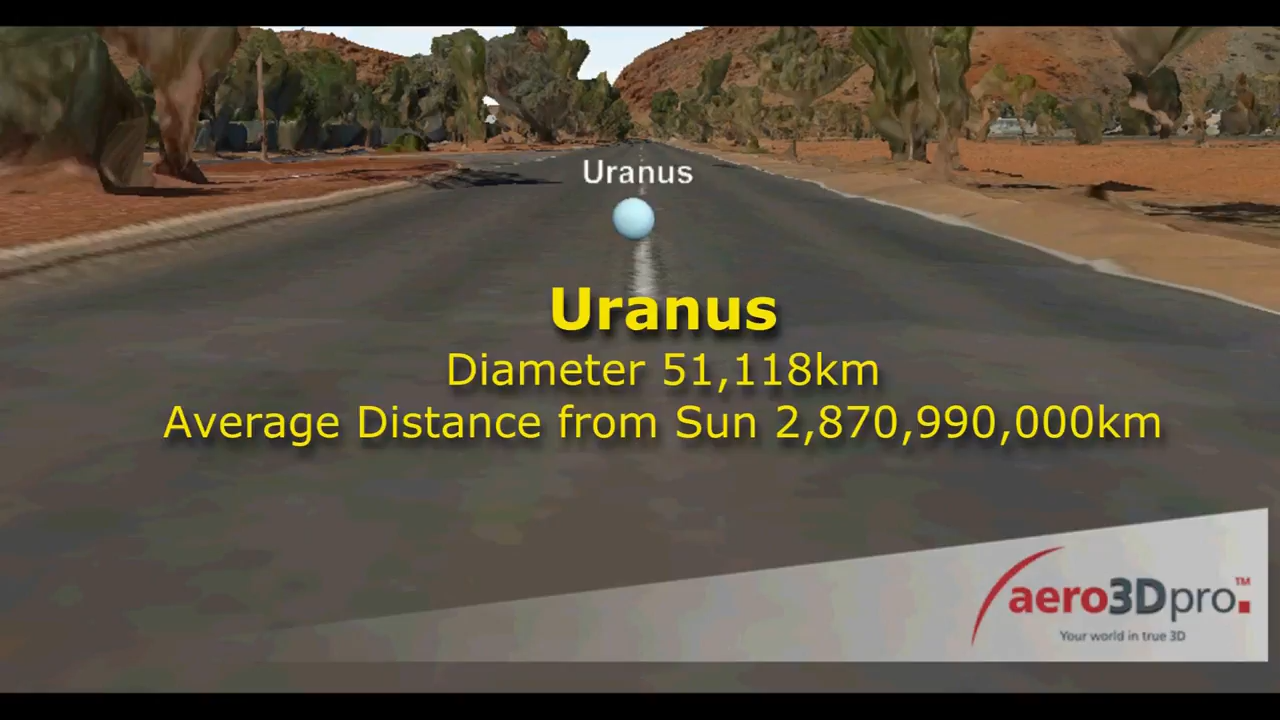 Uranus
Uranus
Diameter 51,118km
Average Distance from Sun 2,870,990,000km
aero3Dpro.™
Your world in true 3D